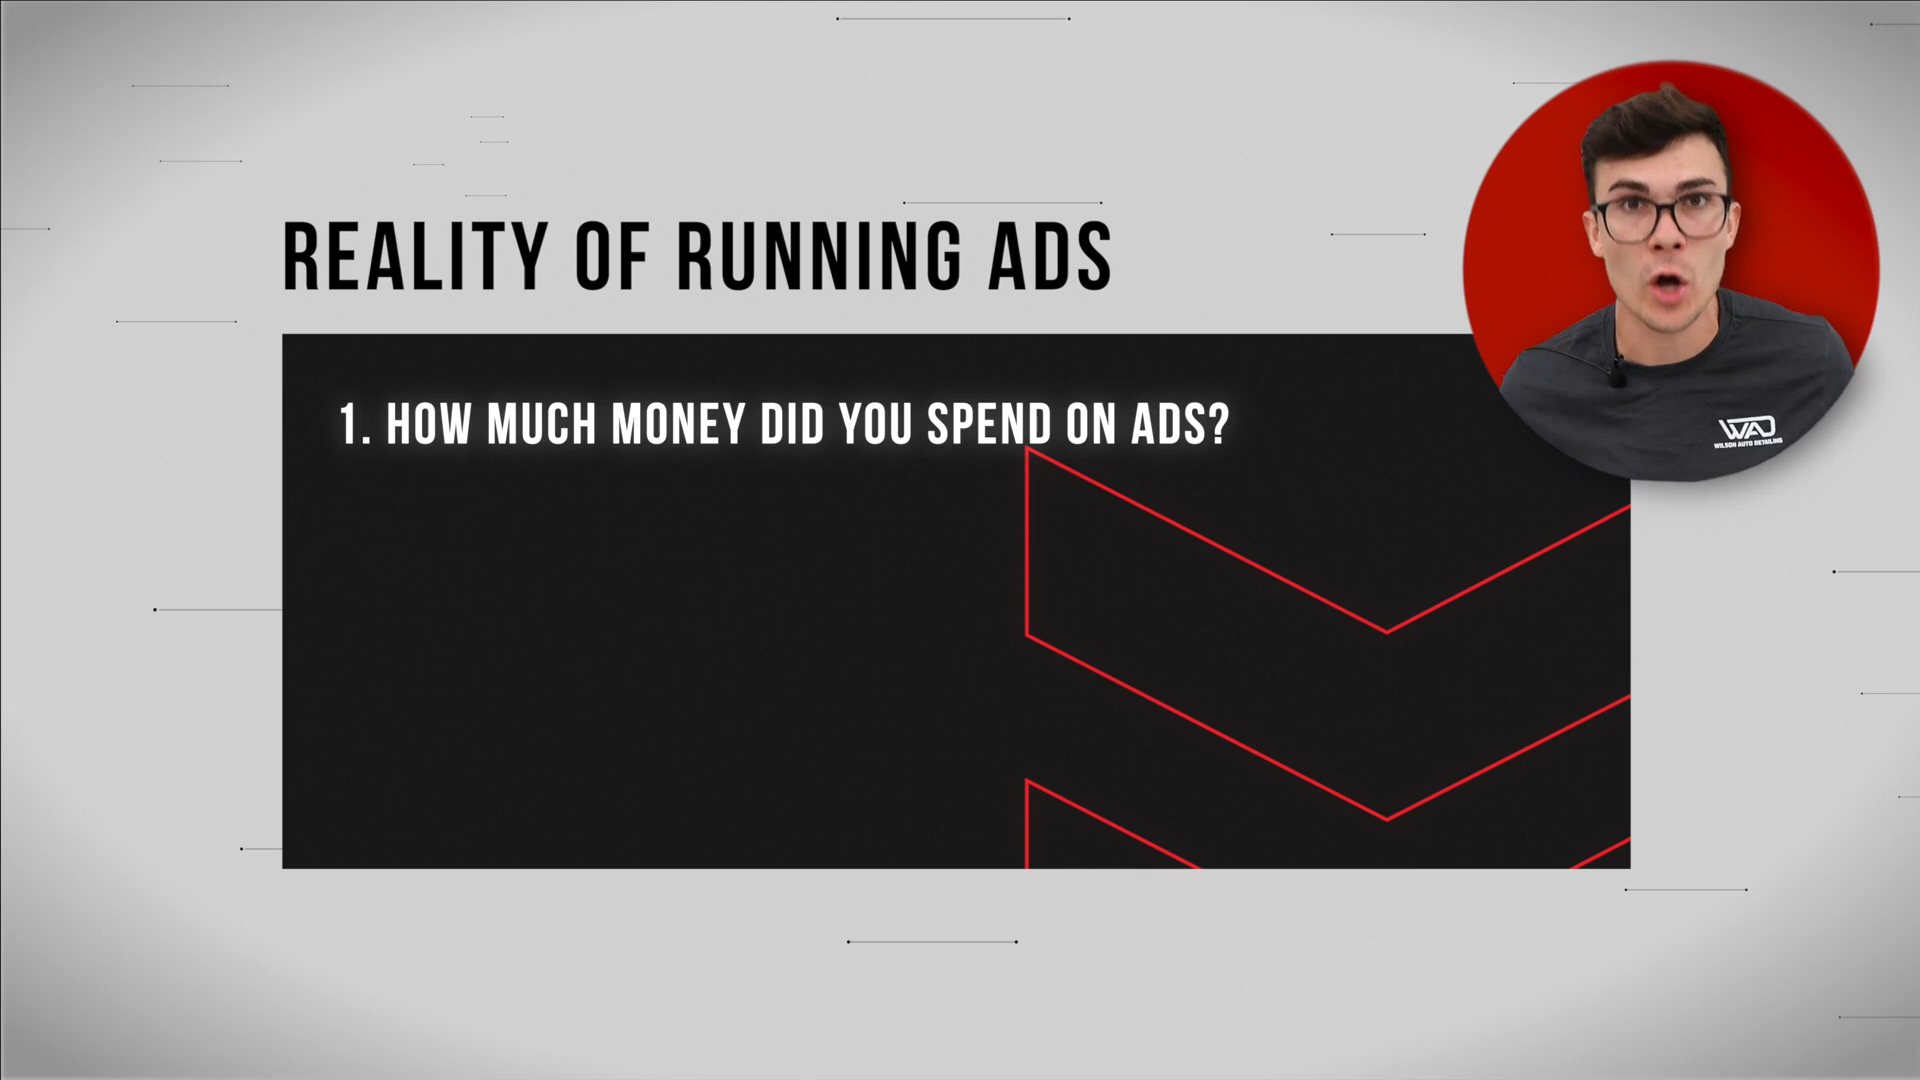 REALITY OF RUNNING ADS
1. HOW MUCH MONEY DID YOU SPEND ON ADS?
WAD
WILSON AUTO DETAILING